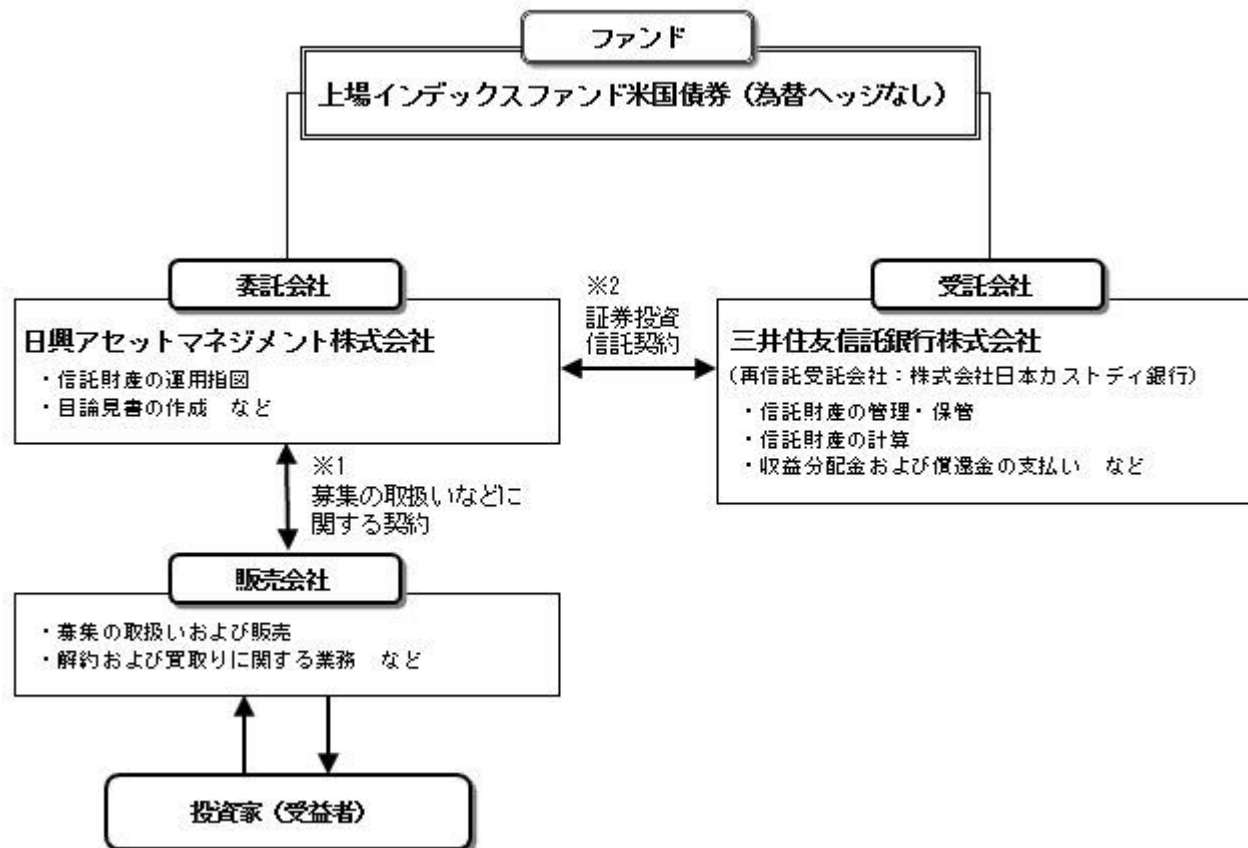 ファンド
上場インデックスファンド米国債券（為替ヘッジなし）
委託会社
日興アセットマネジメント株式会社
・信託財産の運用指図
・目論見書の作成　など
※2
証券投資
信託契約
受託会社
三井住友信託銀行株式会社
（再信託受託会社：株式会社日本カストディ銀行）
・信託財産の管理・保管
・信託財産の計算
・収益分配金および償還金の支払い　など
※1
募集の取扱いなどに
関する契約
販売会社
・募集の取扱いおよび販売
・解約および買取りに関する業務　など
投資家（受益者）